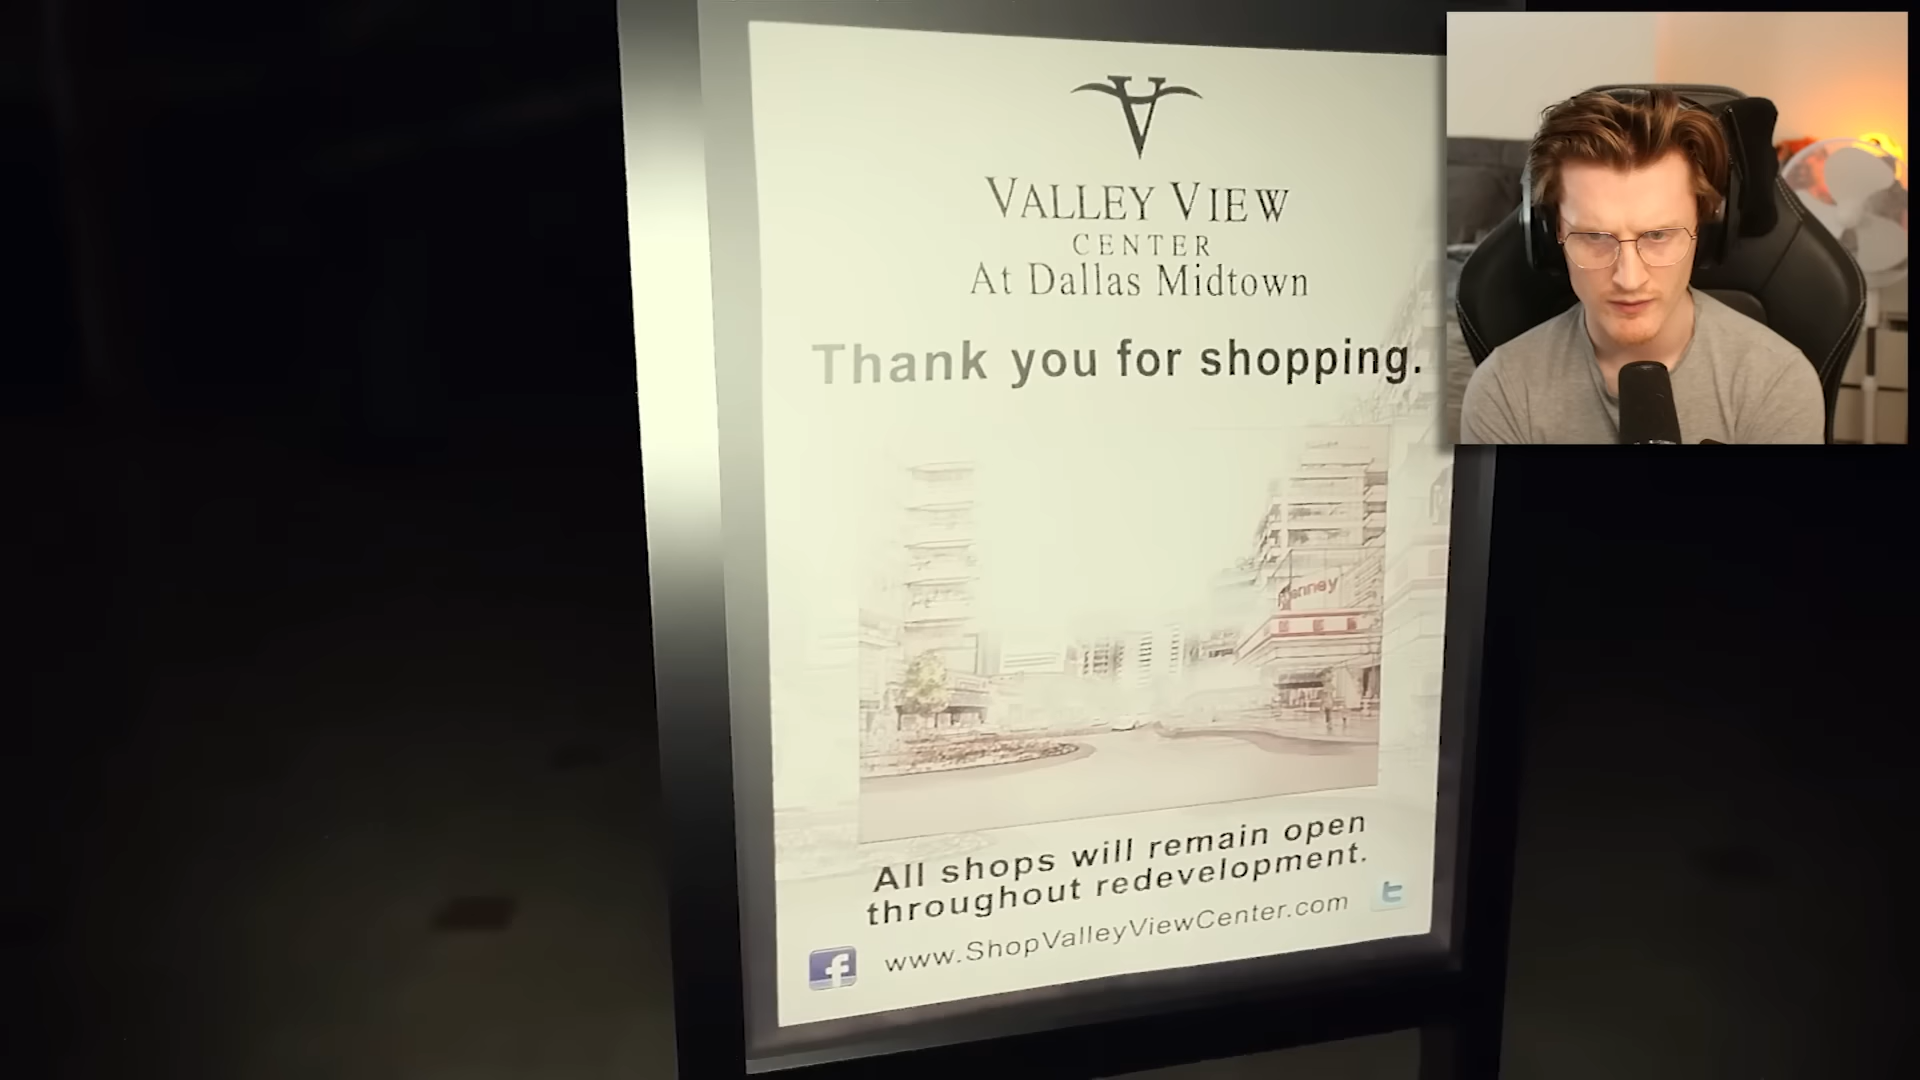 VALLEY VIEW
CENTER
At Dallas Midtown
Thank you for shopping.
All shops will remain open
throughout redevelopment.
www.ShopValleyViewCenter.com